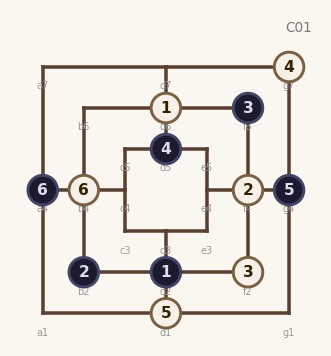 C01
4
a7 d7 g7
1 3
b6 d6 f6
4
c5 d5 e5
6 6 2 5
a4 b4 c4 e4 f4 g4
c3 d3 e3
2 1 3
b2 d2 f2
5
a1 d1 g1